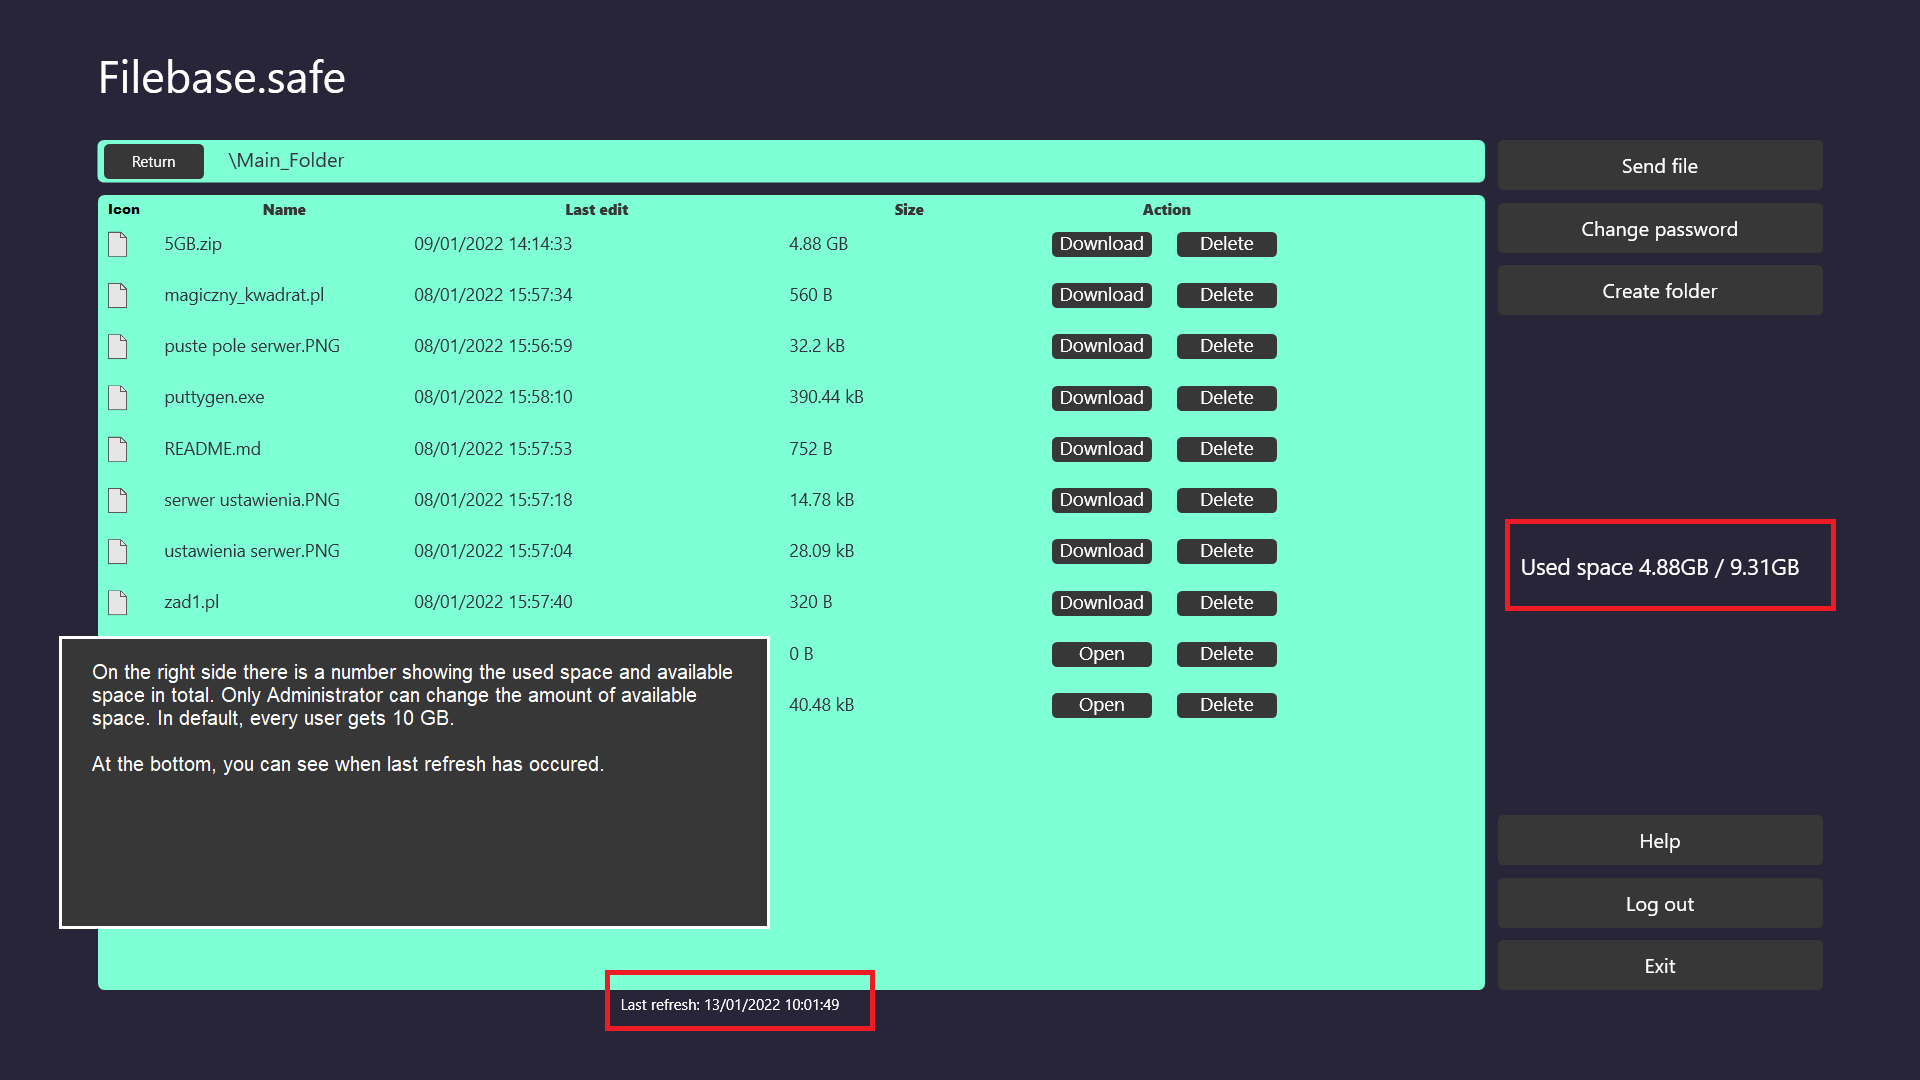 Filebase.safe
Return \Main_Folder
Icon Name Last edit Size Action
5GB.zip 09/01/2022 14:14:33 4.88 GB Download Delete
magiczny_kwadrat.pl 08/01/2022 15:57:34 560 B Download Delete
puste pole serwer.PNG 08/01/2022 15:56:59 32.2 kB Download Delete
puttygen.exe 08/01/2022 15:58:10 390.44 kB Download Delete
README.md 08/01/2022 15:57:53 752 B Download Delete
serwer ustawienia.PNG 08/01/2022 15:57:18 14.78 kB Download Delete
ustawienia serwer.PNG 08/01/2022 15:57:04 28.09 kB Download Delete
zad1.pl 08/01/2022 15:57:40 320 B Download Delete
0 B Open Delete
40.48 kB Open Delete
On the right side there is a number showing the used space and available
space in total. Only Administrator can change the amount of available
space. In default, every user gets 10 GB.
At the bottom, you can see when last refresh has occured.
Last refresh: 13/01/2022 10:01:49
Send file
Change password
Create folder
Used space 4.88GB / 9.31GB
Help
Log out
Exit